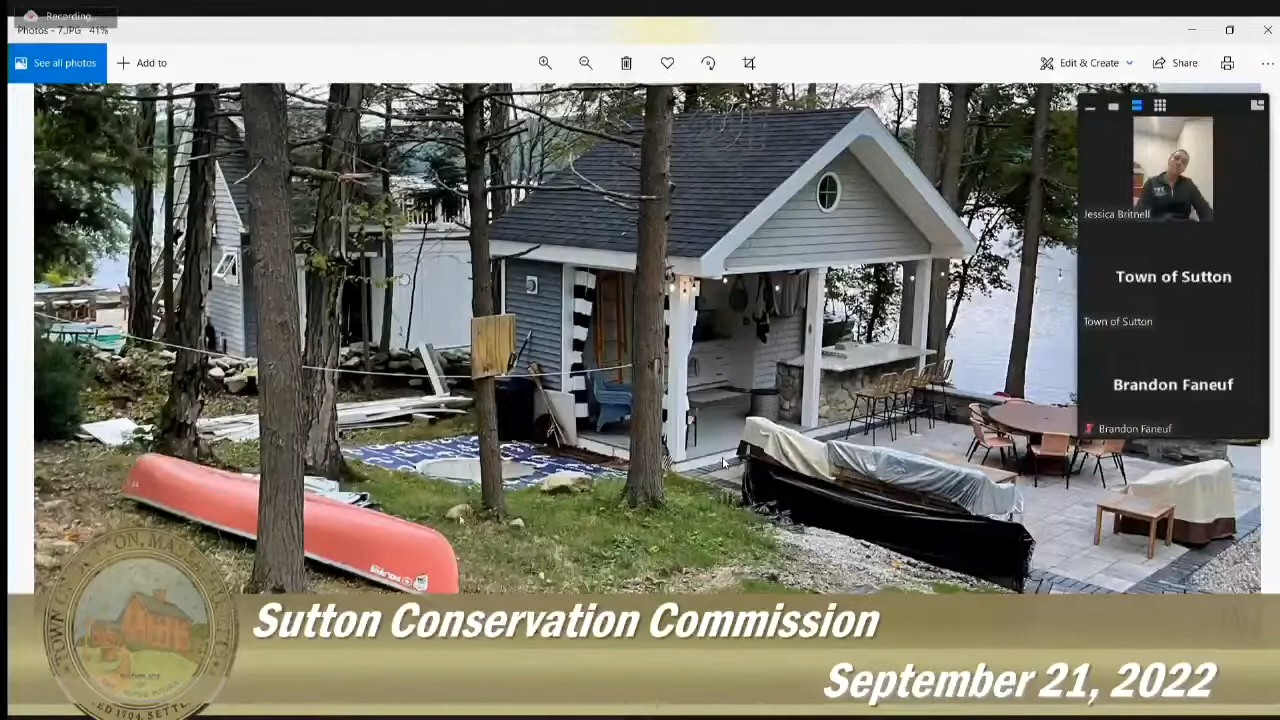 Recording...
Photos - 7.JPG - 41%
See all photos
Add to
Edit & Create
Share
Jessica Britnell
Town of Sutton
Town of Sutton
Brandon Faneuf
Brandon Faneuf
Sutton Conservation Commission
September 21, 2022